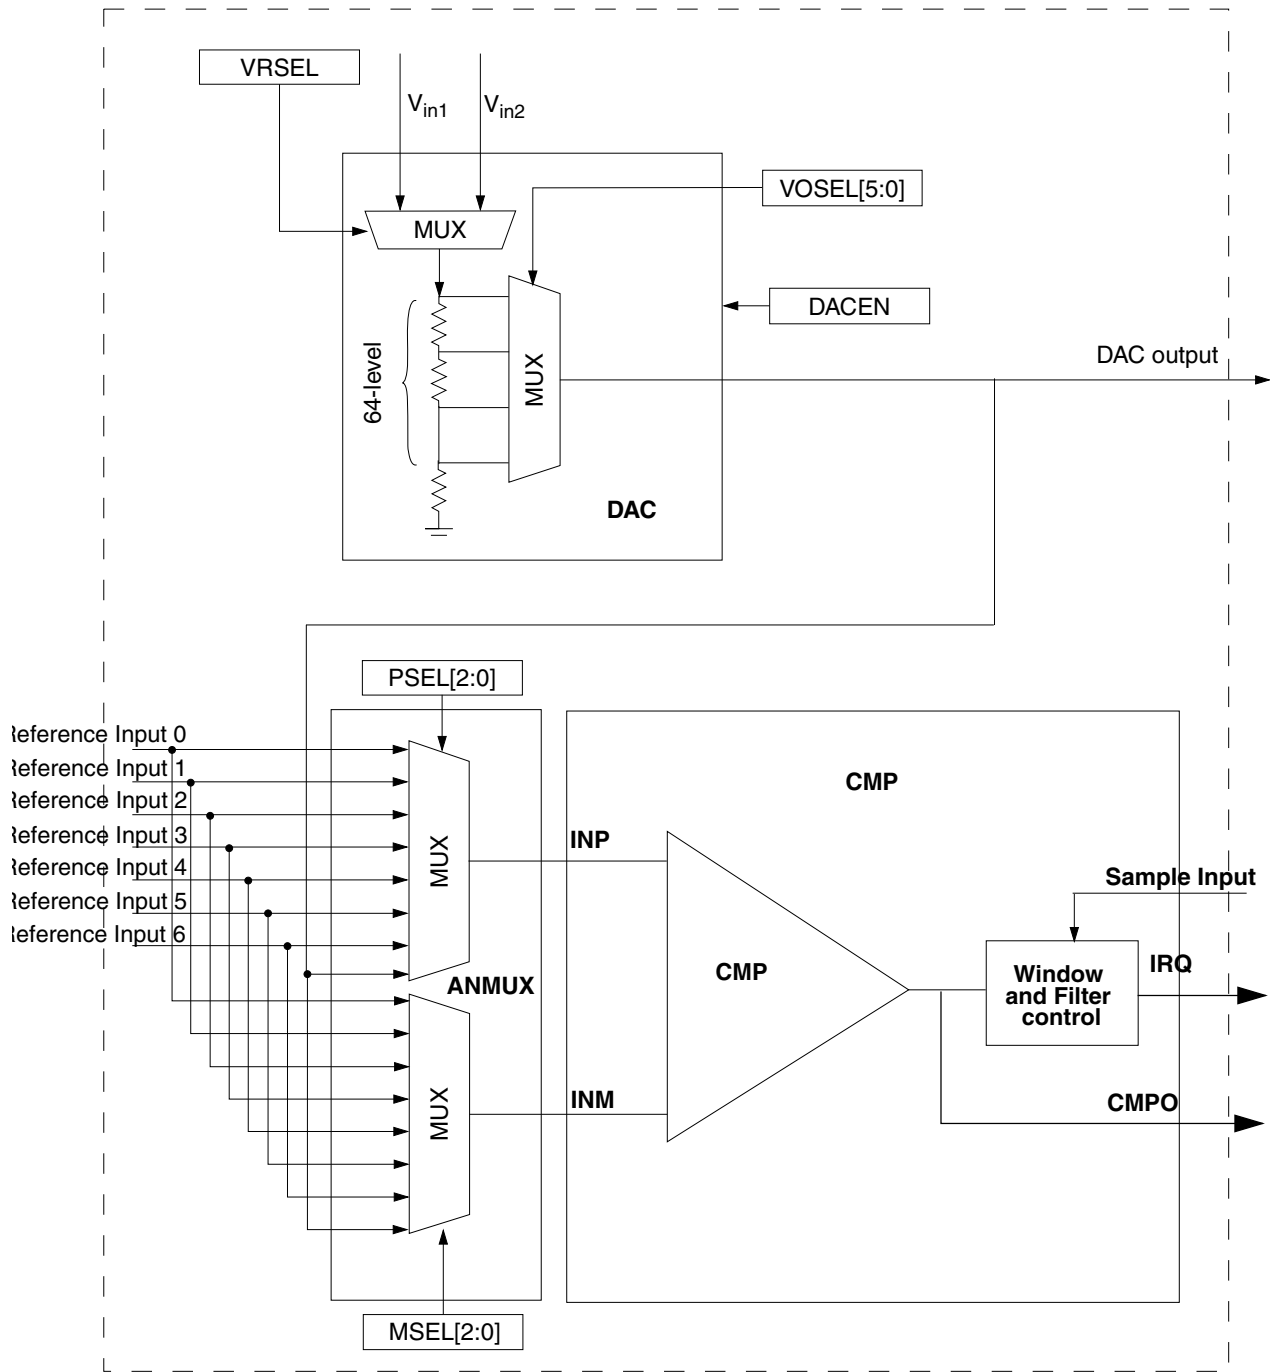 VRSEL
Vin1
Vin2
VOSEL[5:0]
MUX
DACEN
64-level
MUX
DAC output
DAC
PSEL[2:0]
Reference Input 0
Reference Input 1
Reference Input 2
Reference Input 3
Reference Input 4
Reference Input 5
Reference Input 6
MUX
ANMUX
MUX
MSEL[2:0]
CMP
INP
INM
CMP
Sample Input
Window
and Filter
control
IRQ
CMPO